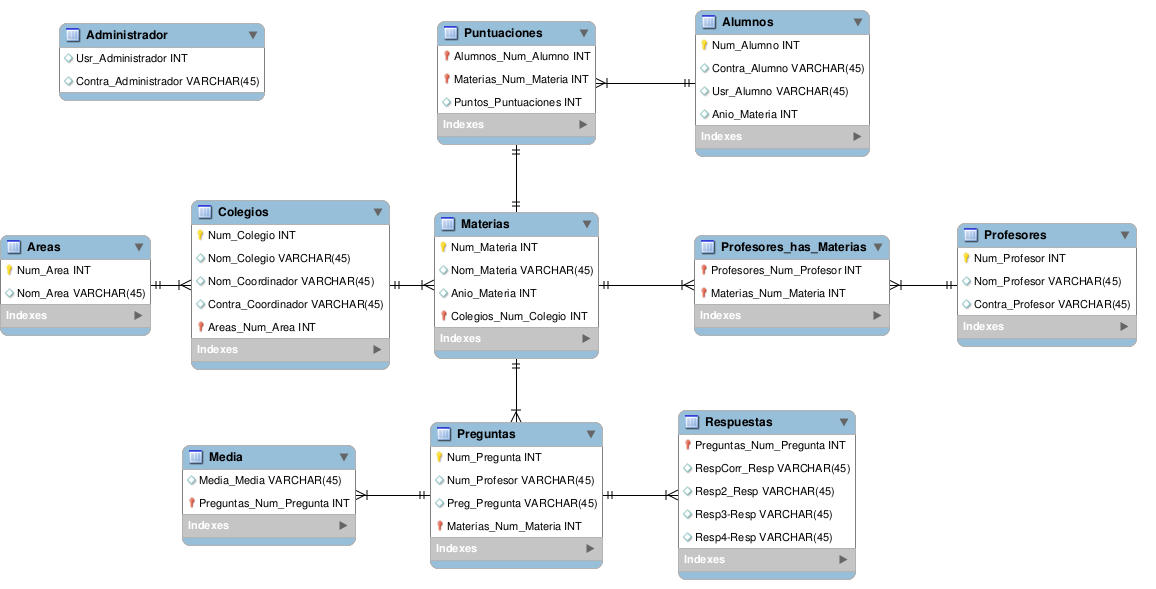 Administrador
Usr_Administrador INT
Contra_Administrador VARCHAR(45)
Puntuaciones
Alumnos_Num_Alumno INT
Materias_Num_Materia INT
Puntos_Puntuaciones INT
Indexes
Alumnos
Num_Alumno INT
Contra_Alumno VARCHAR(45)
Usr_Alumno VARCHAR(45)
Anio_Materia INT
Indexes
Areas
Num_Area INT
Nom_Area VARCHAR(45)
Indexes
Colegios
Num_Colegio INT
Nom_Colegio VARCHAR(45)
Nom_Coordinador VARCHAR(45)
Contra_Coordinador VARCHAR(45)
Areas_Num_Area INT
Indexes
Materias
Num_Materia INT
Nom_Materia VARCHAR(45)
Anio_Materia INT
Colegios_Num_Colegio INT
Indexes
Profesores_has_Materias
Profesores_Num_Profesor INT
Materias_Num_Materia INT
Indexes
Profesores
Num_Profesor INT
Nom_Profesor VARCHAR(45)
Contra_Profesor VARCHAR(45)
Indexes
Media
Media_Media VARCHAR(45)
Preguntas_Num_Pregunta INT
Indexes
Preguntas
Num_Pregunta INT
Num_Profesor VARCHAR(45)
Preg_Pregunta VARCHAR(45)
Materias_Num_Materia INT
Indexes
Respuestas
Preguntas_Num_Pregunta INT
RespCorr_Resp VARCHAR(45)
Resp2_Resp VARCHAR(45)
Resp3-Resp VARCHAR(45)
Resp4-Resp VARCHAR(45)
Indexes